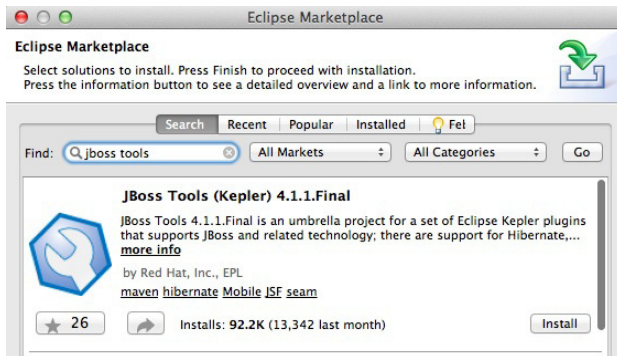 Eclipse Marketplace
Eclipse Marketplace
Select solutions to install. Press Finish to proceed with installation.
Press the information button to see a detailed overview and a link to more information.
Search Recent Popular Installed Feb
Find: jboss tools All Markets All Categories Go
JBoss Tools (Kepler) 4.1.1.Final
JBoss Tools 4.1.1.Final is an umbrella project for a set of Eclipse Kepler plugins
that supports JBoss and related technology; there are support for Hibernate,...
more info
by Red Hat, Inc., EPL
maven hibernate Mobile JSF seam
26 Installs: 92.2K (13,342 last month) Install